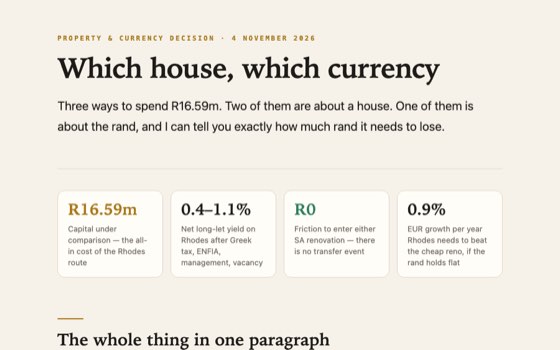 PROPERTY & CURRENCY DECISION · 4 NOVEMBER 2026
Which house, which currency
Three ways to spend R16.59m. Two of them are about a house. One of them is
about the rand, and I can tell you exactly how much rand it needs to lose.
R16.59m
Capital under
comparison — the all-
in cost of the Rhodes
route
0.4–1.1%
Net long-let yield on
Rhodes after Greek
tax, ENFIA,
management, vacancy
R0
Friction to enter either
SA renovation — there
is no transfer event
0.9%
EUR growth per year
Rhodes needs to beat
the cheap reno, if the
rand holds flat
The whole thing in one paragraph